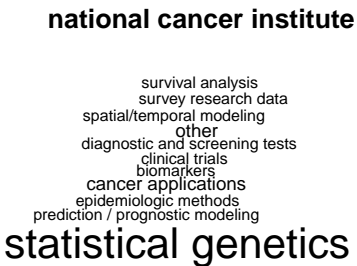 national cancer institute
survival analysis
survey research data
spatial/temporal modeling
other
diagnostic and screening tests
clinical trials
biomarkers
cancer applications
epidemiologic methods
prediction / prognostic modeling
statistical genetics